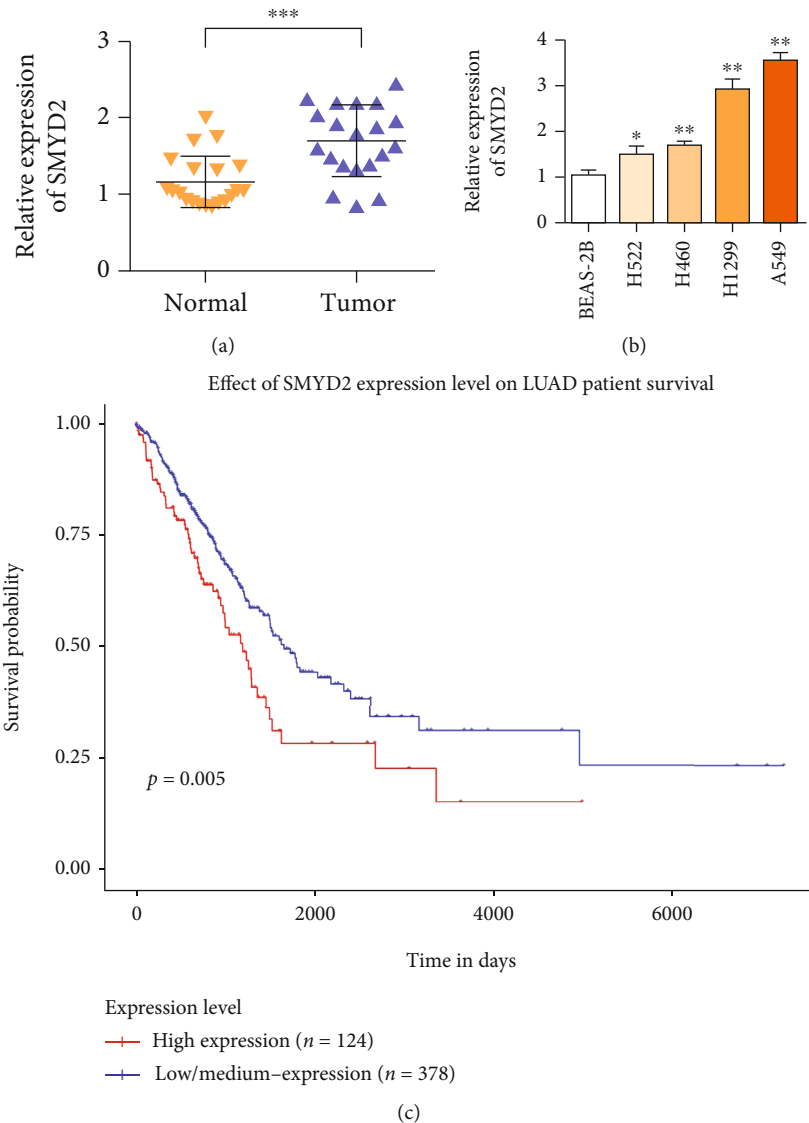 ***
3
2
1
0
Relative expression
of SMYD2
Normal
Tumor
(a)
4
3
2
1
0
Relative expression
of SMYD2
*
**
**
**
BEAS-2B
H522
H460
H1299
A549
(b)
Effect of SMYD2 expression level on LUAD patient survival
1.00
0.75
0.50
0.25
0.00
Survival probability
p = 0.005
0
2000
4000
6000
Time in days
Expression level
High expression (n = 124)
Low/medium–expression (n = 378)
(c)